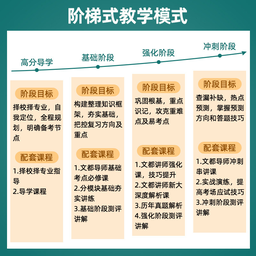 阶梯式教学模式
高分导学
基础阶段
强化阶段
冲刺阶段
阶段目标
择校择专业，自
我定位，全程规
划，明确备考节
点
配套课程
1.择校择专业指
导
2.导学课程
阶段目标
构建整理知识框
架，夯实基础，
把控复习方向及
重点
配套课程
1.文都导师基础
考点必修课
2.分模块基础夯
实讲练
3.基础阶段测评
讲解
阶段目标
巩固根基，重点
识记，攻克重难
点及易考点
配套课程
1.文都讲师强化
课，技巧提升
2.文都讲师新大
深度解析课
3.历年真题解析
4.强化阶段测评
讲解
阶段目标
查漏补缺，热点
预测，掌握预测
方向和答题技巧
配套课程
1.文都导师冲刺
串讲课
2.实战演练，提
高考场应试技巧
3.冲刺阶段测评
讲解